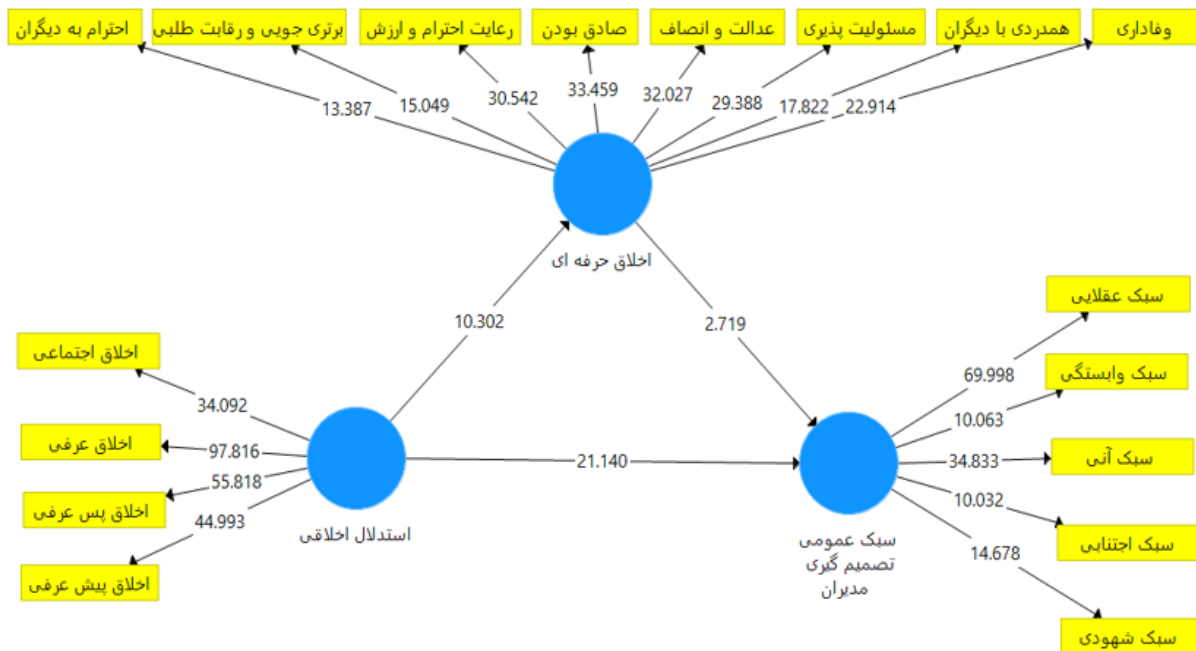 وفاداری
همدردی با دیگران
مسئولیت پذیری
عدالت و انصاف
صادق بودن
رعایت احترام و ارزش
برتری جویی و رقابت طلبی
احترام به دیگران
13.387
15.049
30.542
33.459
32.027
29.388
17.822
22.914
اخلاق حرفه ای
10.302
2.719
سبک عقلایی
69.998
سبک وابستگی
10.063
سبک آنی
34.833
سبک اجتنابی
10.032
سبک شهودی
14.678
اخلاق اجتماعی
34.092
اخلاق عرفی
97.816
اخلاق پس عرفی
55.818
اخلاق پیش عرفی
44.993
21.140
استدلال اخلاقی
سبک عمومی
تصمیم گیری
مدیران